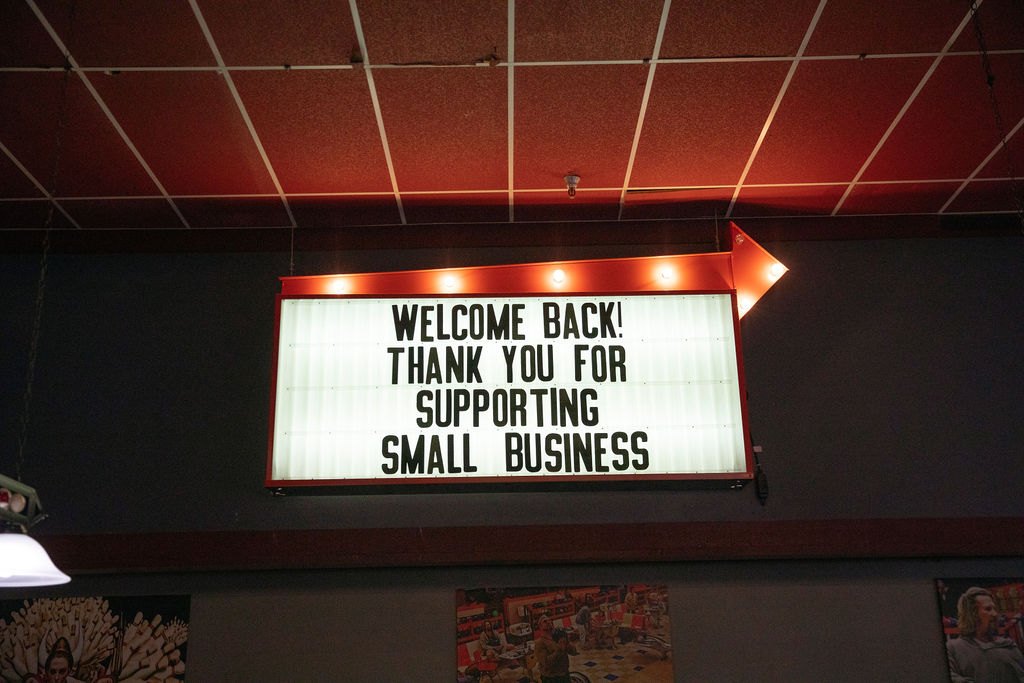 WELCOME BACK!
THANK YOU FOR
SUPPORTING
SMALL BUSINESS